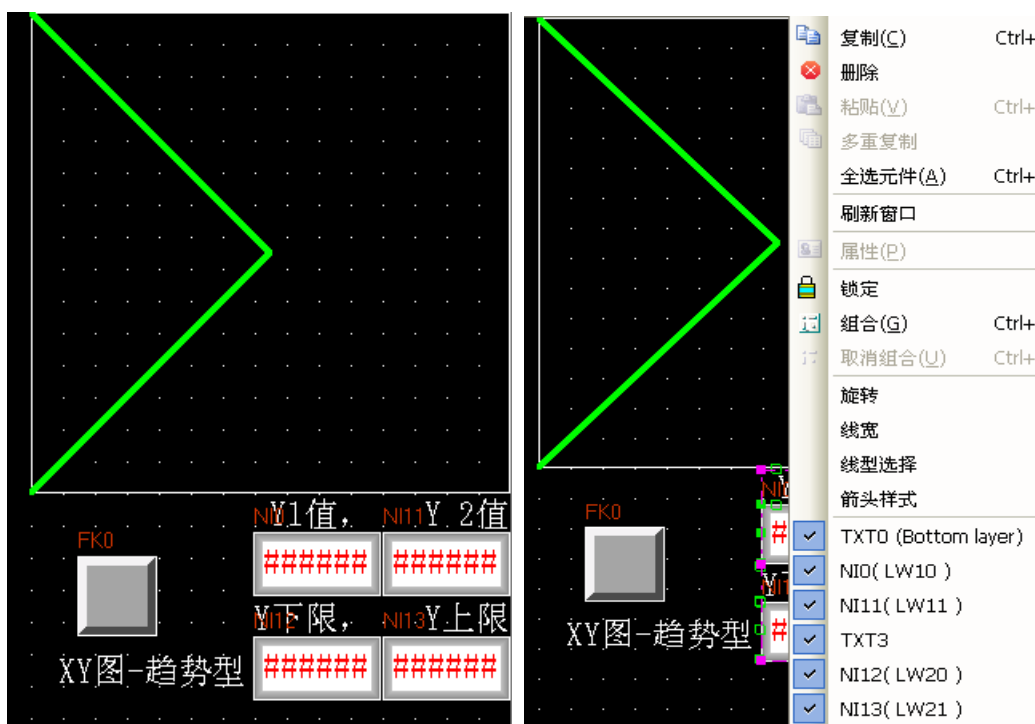 NI0 Y1值, NI11 Y 2值
FK0
###### ######
NI12 Y下限, NI13 Y上限
XY图-趋势型
###### ######
复制(C) Ctrl+
删除
粘贴(V) Ctrl+
多重复制
全选元件(A) Ctrl+
刷新窗口
属性(P)
锁定
组合(G) Ctrl+
取消组合(U) Ctrl+
旋转
线宽
线型选择
箭头样式
TXT0 (Bottom layer)
NI0( LW10 )
NI11( LW11 )
TXT3
NI12( LW20 )
NI13( LW21 )
FK0
#
XY图-趋势型
#